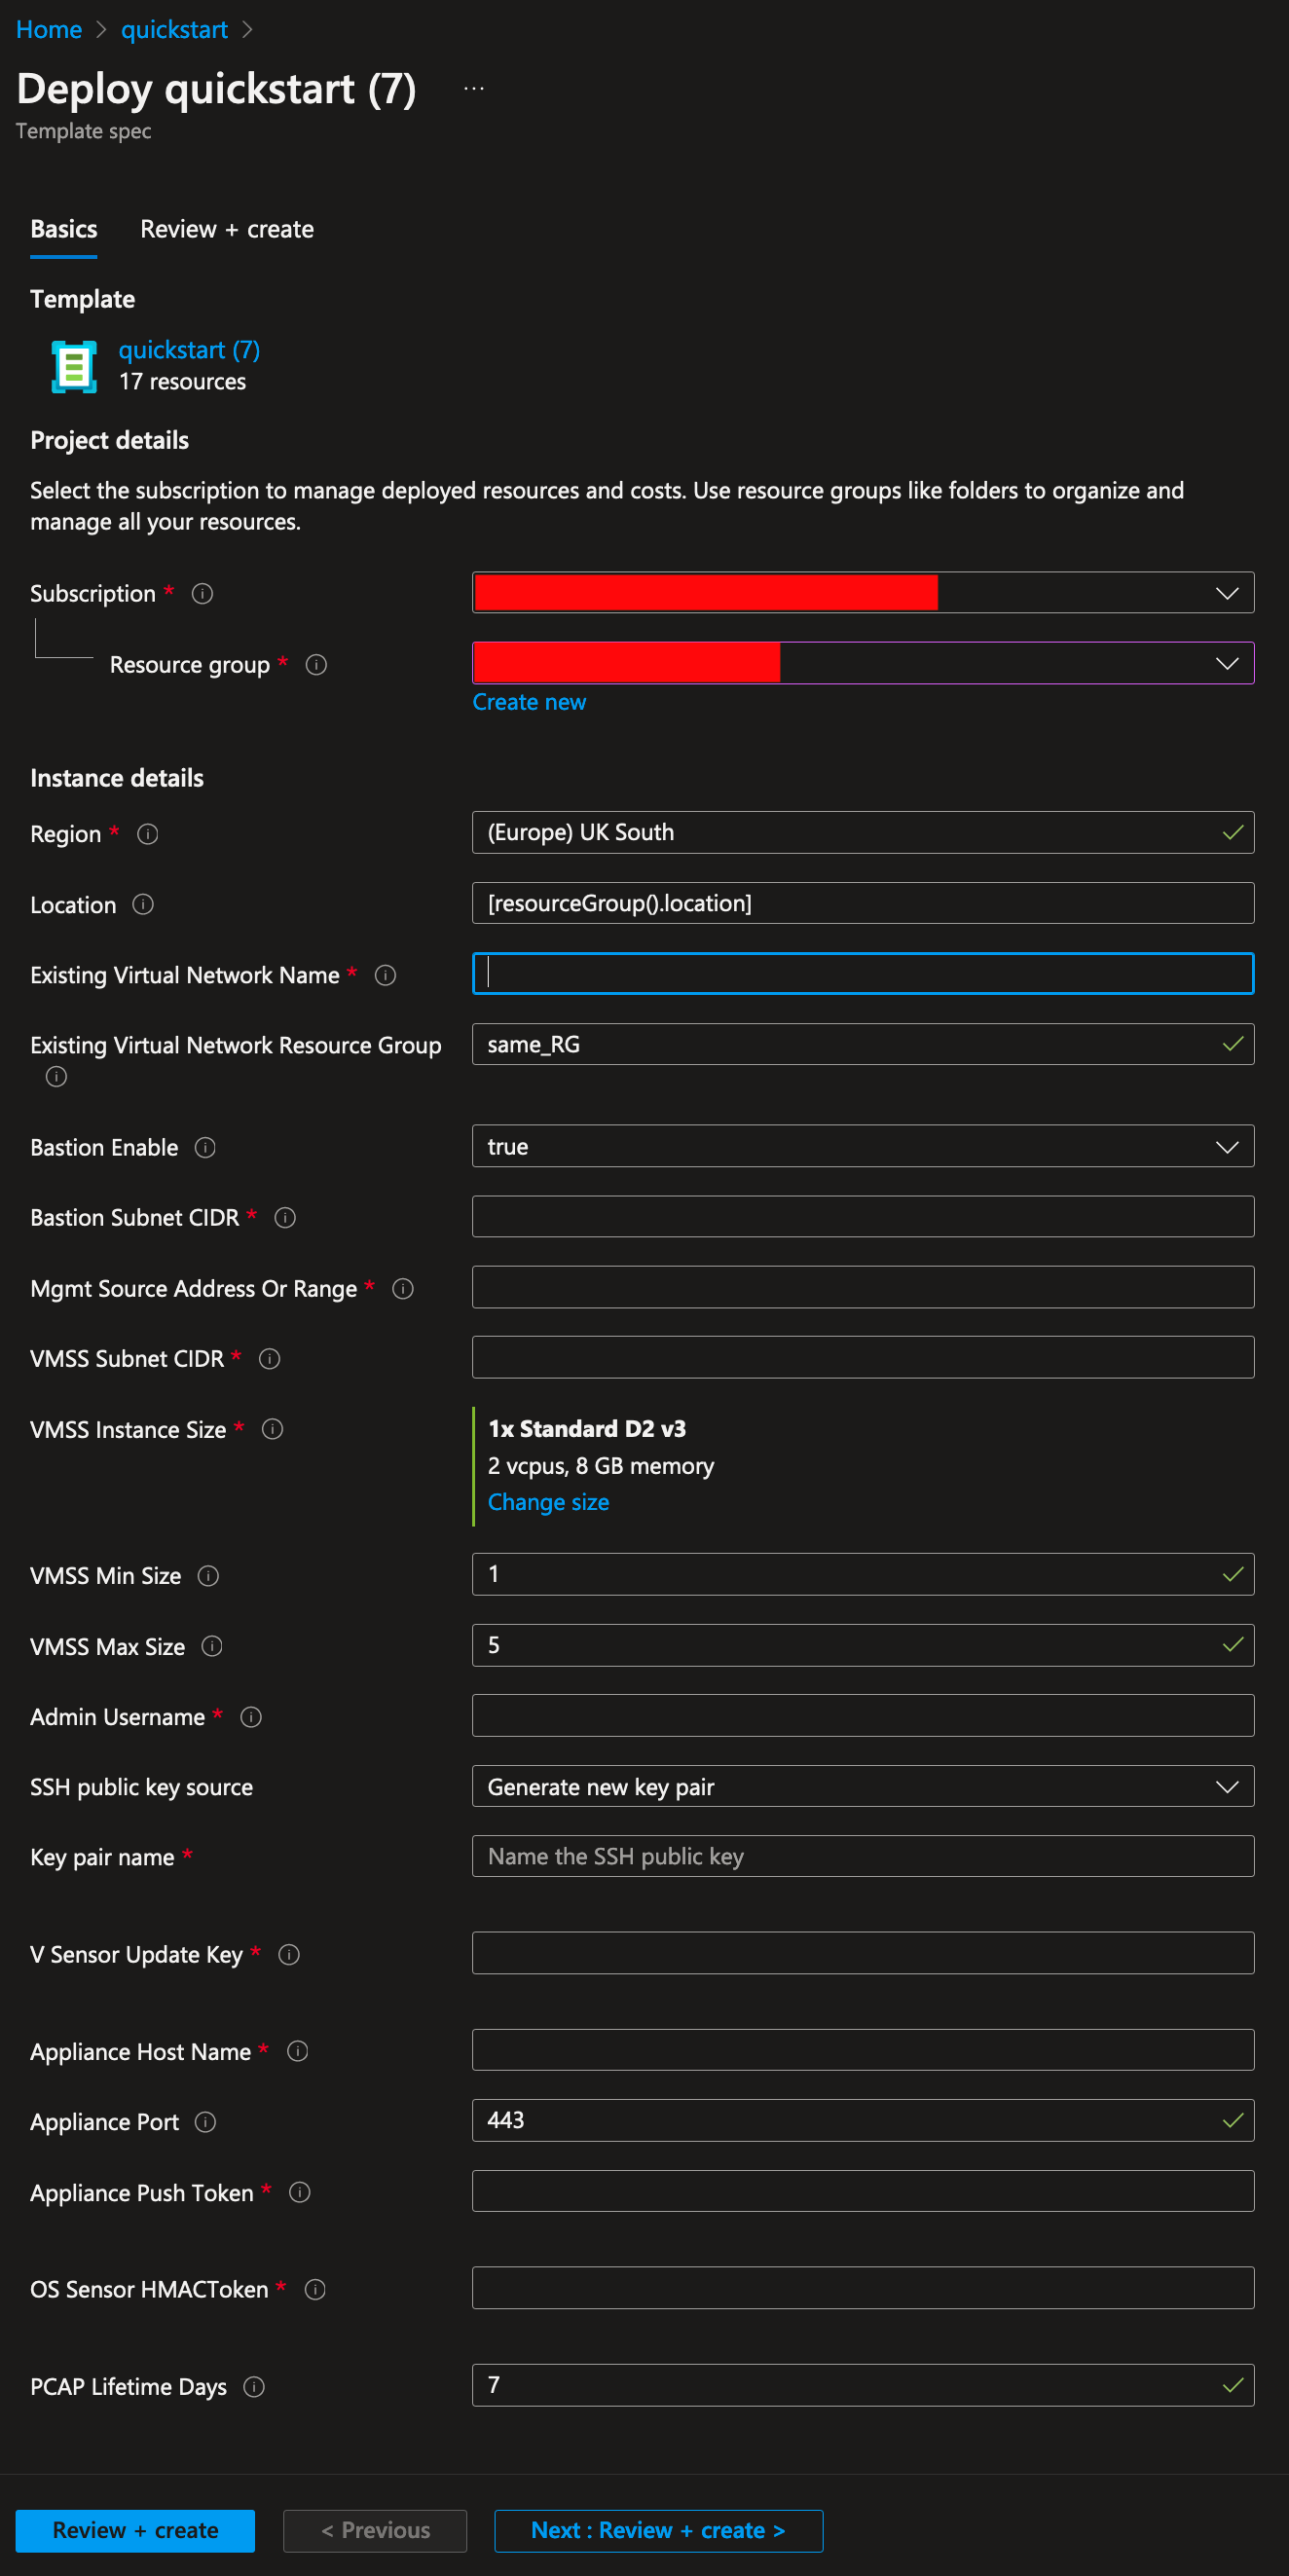 Home > quickstart >
Deploy quickstart (7) ...
Template spec
Basics Review + create
Template
quickstart (7)
17 resources
Project details
Select the subscription to manage deployed resources and costs. Use resource groups like folders to organize and
manage all your resources.
Subscription *
Resource group *
Create new
Instance details
Region * (Europe) UK South
Location [resourceGroup().location]
Existing Virtual Network Name *
Existing Virtual Network Resource Group same_RG
Bastion Enable true
Bastion Subnet CIDR *
Mgmt Source Address Or Range *
VMSS Subnet CIDR *
VMSS Instance Size * 1x Standard D2 v3
2 vcpus, 8 GB memory
Change size
VMSS Min Size 1
VMSS Max Size 5
Admin Username *
SSH public key source Generate new key pair
Key pair name * Name the SSH public key
V Sensor Update Key *
Appliance Host Name *
Appliance Port 443
Appliance Push Token *
OS Sensor HMACToken *
PCAP Lifetime Days 7
Review + create < Previous Next : Review + create >